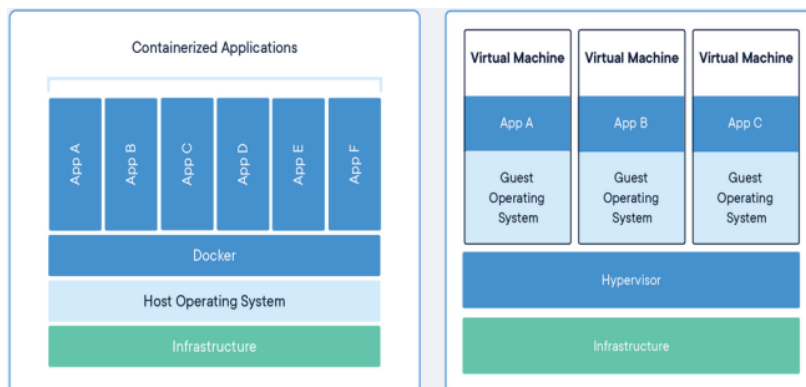 Containerized Applications
App A
App B
App C
App D
App E
App F
Docker
Host Operating System
Infrastructure
Virtual Machine
App A
Guest
Operating
System
Virtual Machine
App B
Guest
Operating
System
Virtual Machine
App C
Guest
Operating
System
Hypervisor
Infrastructure